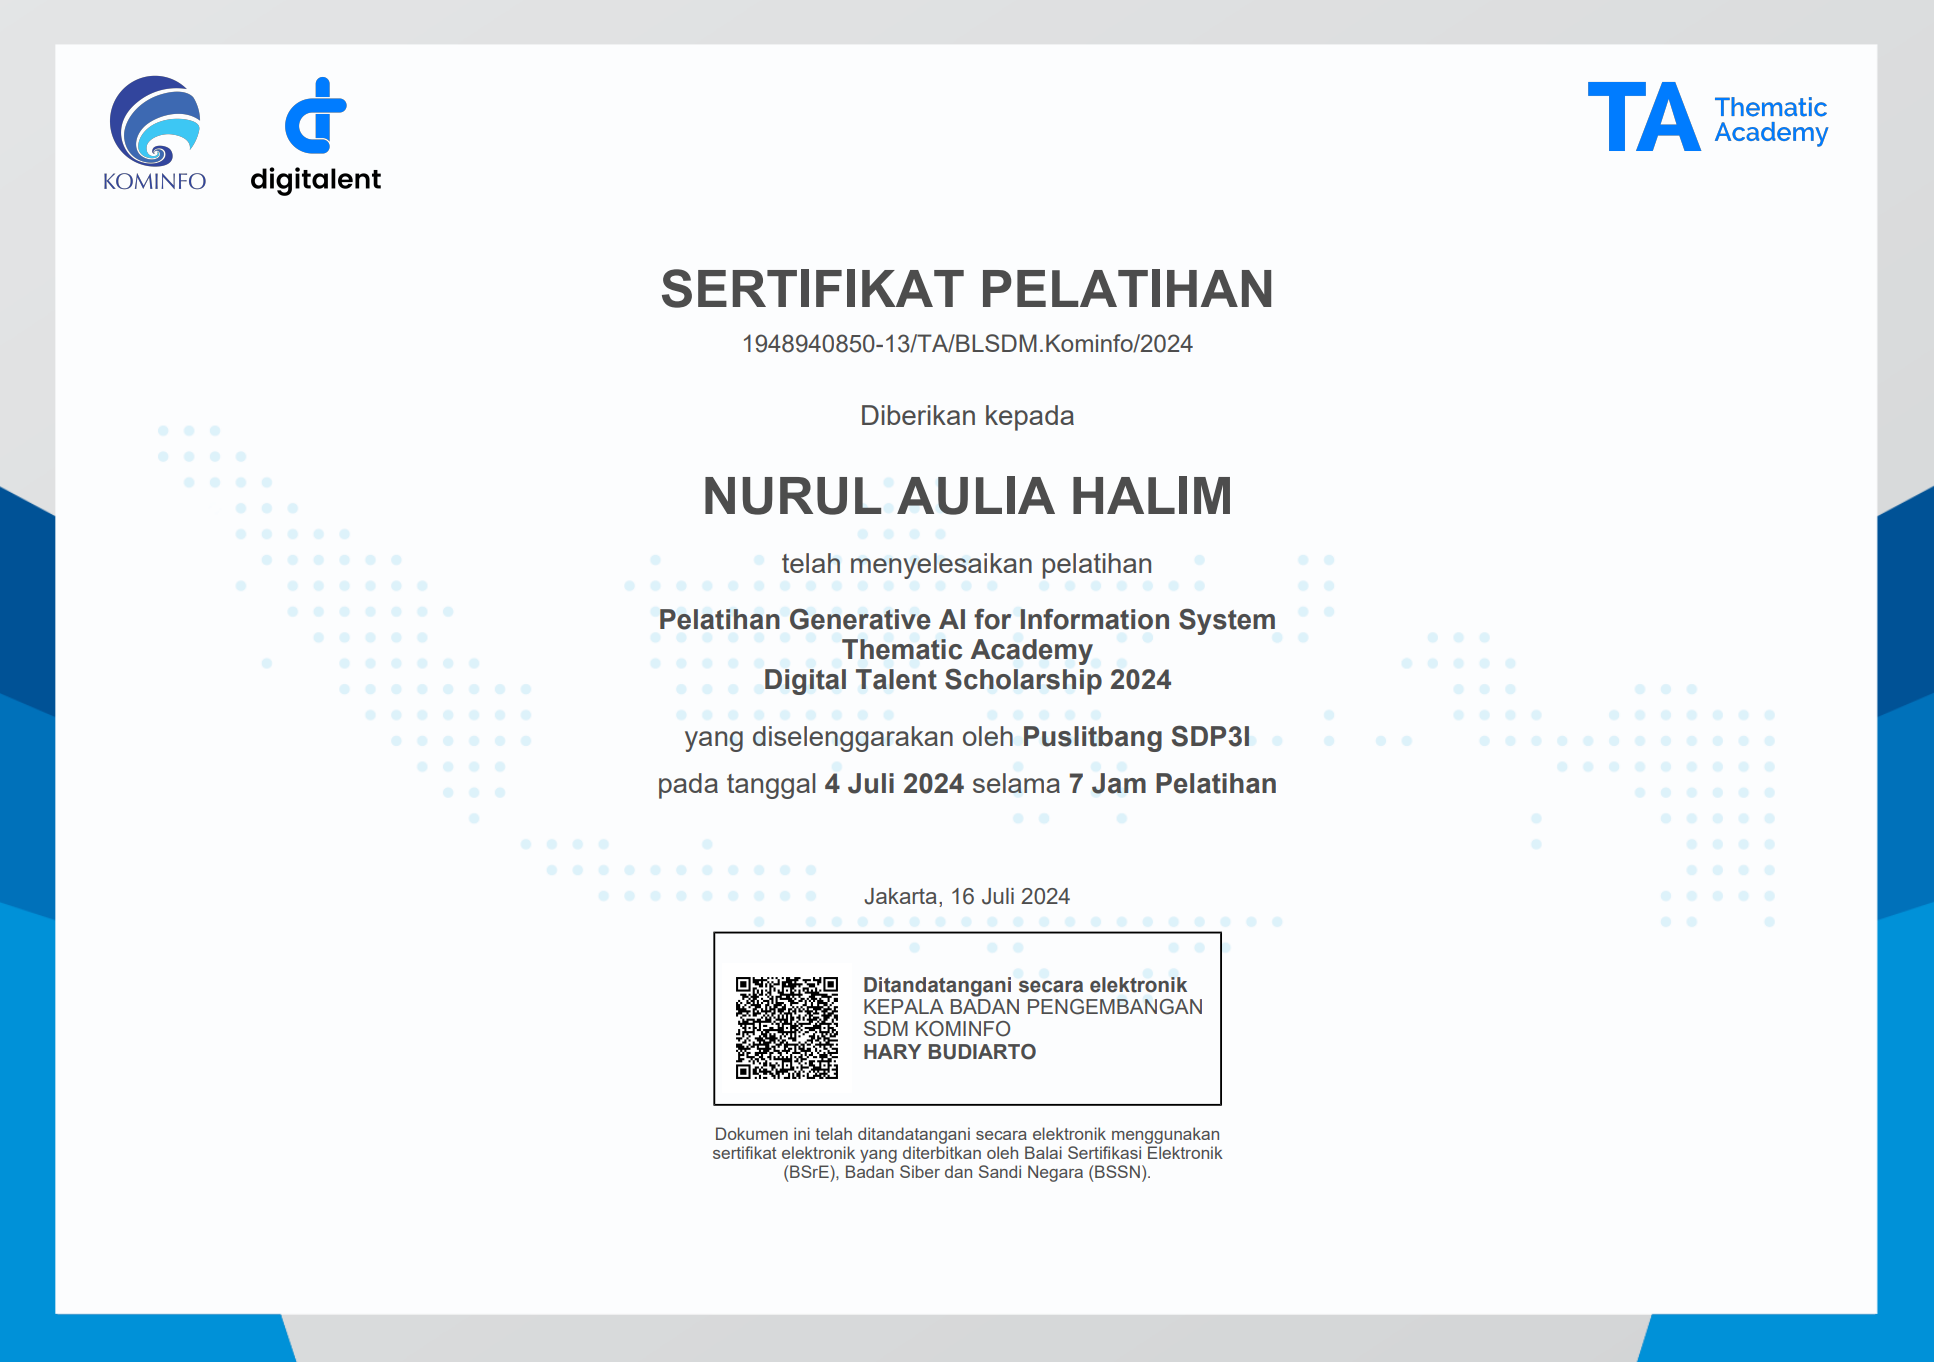 KOMINFO
digitalent
TA Thematic
Academy
SERTIFIKAT PELATIHAN
1948940850-13/TA/BLSDM.Kominfo/2024
Diberikan kepada
NURUL AULIA HALIM
telah menyelesaikan pelatihan
Pelatihan Generative AI for Information System
Thematic Academy
Digital Talent Scholarship 2024
yang diselenggarakan oleh Puslitbang SDP3I
pada tanggal 4 Juli 2024 selama 7 Jam Pelatihan
Jakarta, 16 Juli 2024
Ditandatangani secara elektronik
KEPALA BADAN PENGEMBANGAN
SDM KOMINFO
HARY BUDIARTO
Dokumen ini telah ditandatangani secara elektronik menggunakan
sertifikat elektronik yang diterbitkan oleh Balai Sertifikasi Elektronik
(BSrE), Badan Siber dan Sandi Negara (BSSN).